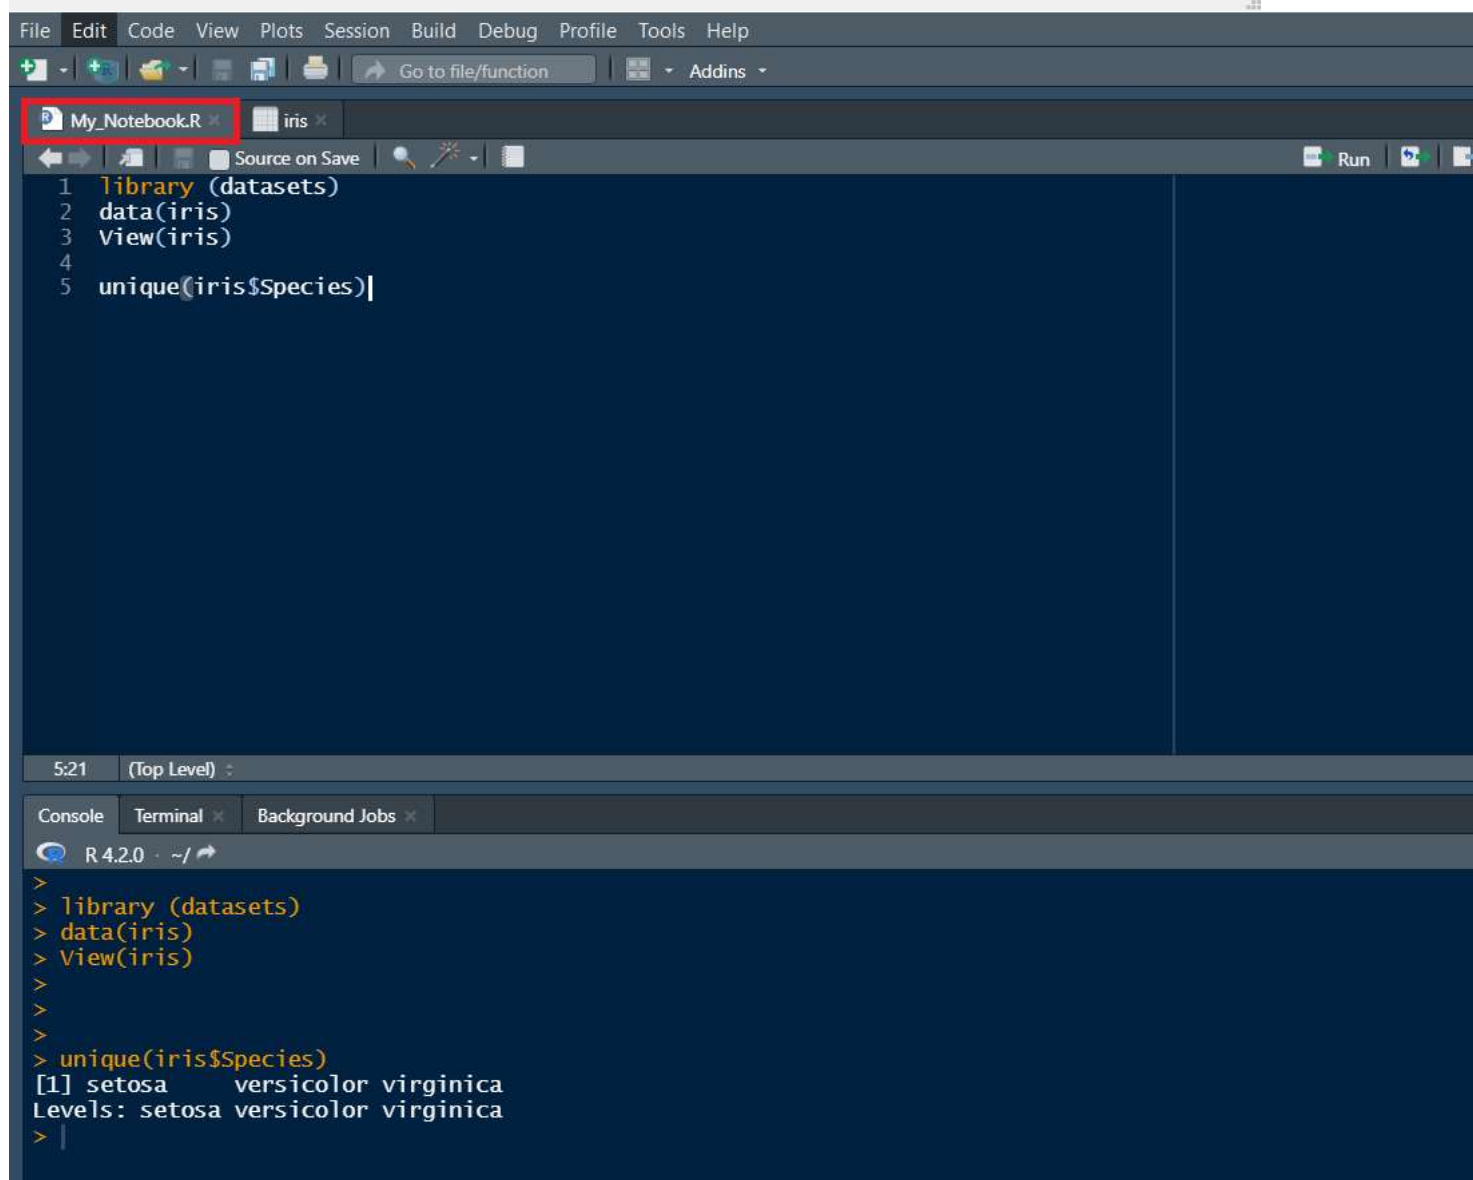 File Edit Code View Plots Session Build Debug Profile Tools Help
Go to file/function Addins
My_Notebook.R iris
Source on Save Run
1 library (datasets)
2 data(iris)
3 View(iris)
4
5 unique(iris$Species)
5:21 (Top Level)
Console Terminal Background Jobs
R 4.2.0 · ~/
>
> library (datasets)
> data(iris)
> View(iris)
>
>
>
> unique(iris$Species)
[1] setosa     versicolor virginica
Levels: setosa versicolor virginica
>